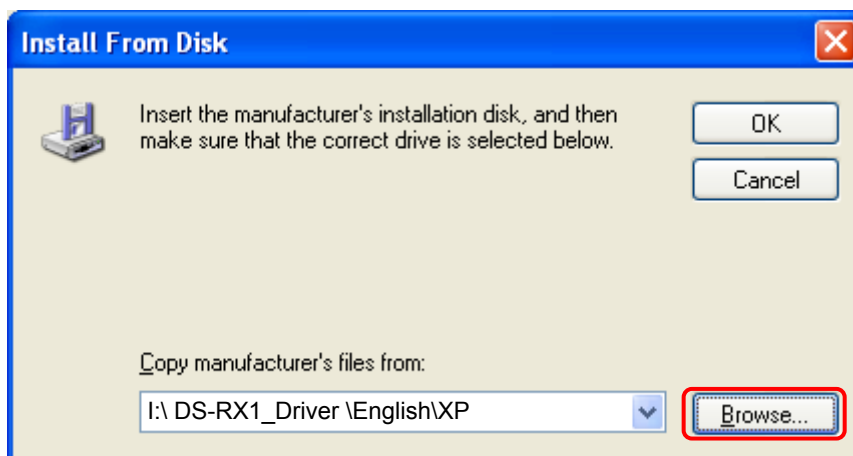 Install From Disk
Insert the manufacturer's installation disk, and then
make sure that the correct drive is selected below.
OK
Cancel
Copy manufacturer's files from:
I:\ DS-RX1_Driver \English\XP
Browse...